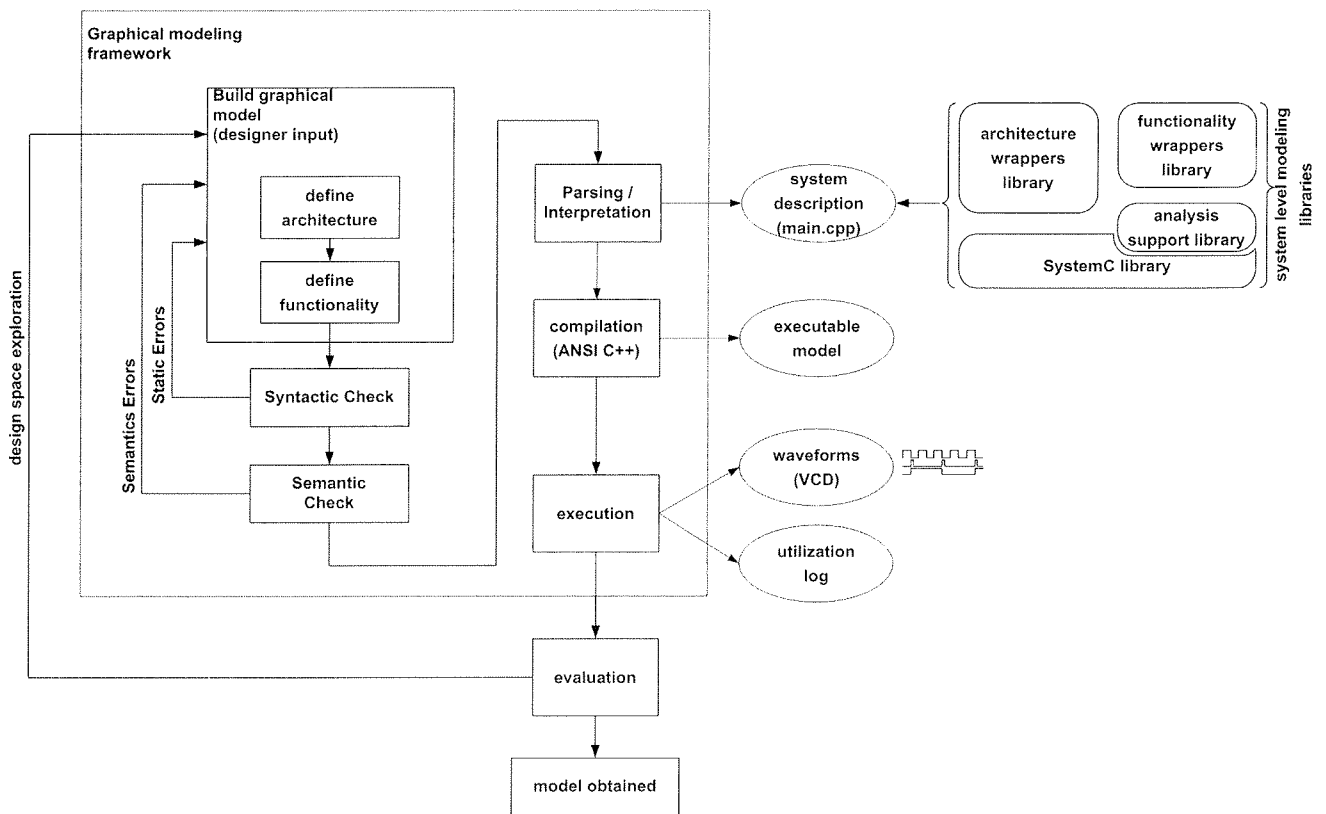 Graphical modeling
framework
Build graphical
model
(designer input)
define
architecture
define
functionality
Syntactic Check
Semantic
Check
Static Errors
Semantics Errors
design space exploration
Parsing /
Interpretation
compilation
(ANSI C++)
execution
evaluation
model obtained
system
description
(main.cpp)
executable
model
waveforms
(VCD)
utilization
log
architecture
wrappers
library
functionality
wrappers
library
analysis
support library
SystemC library
system level modeling
libraries